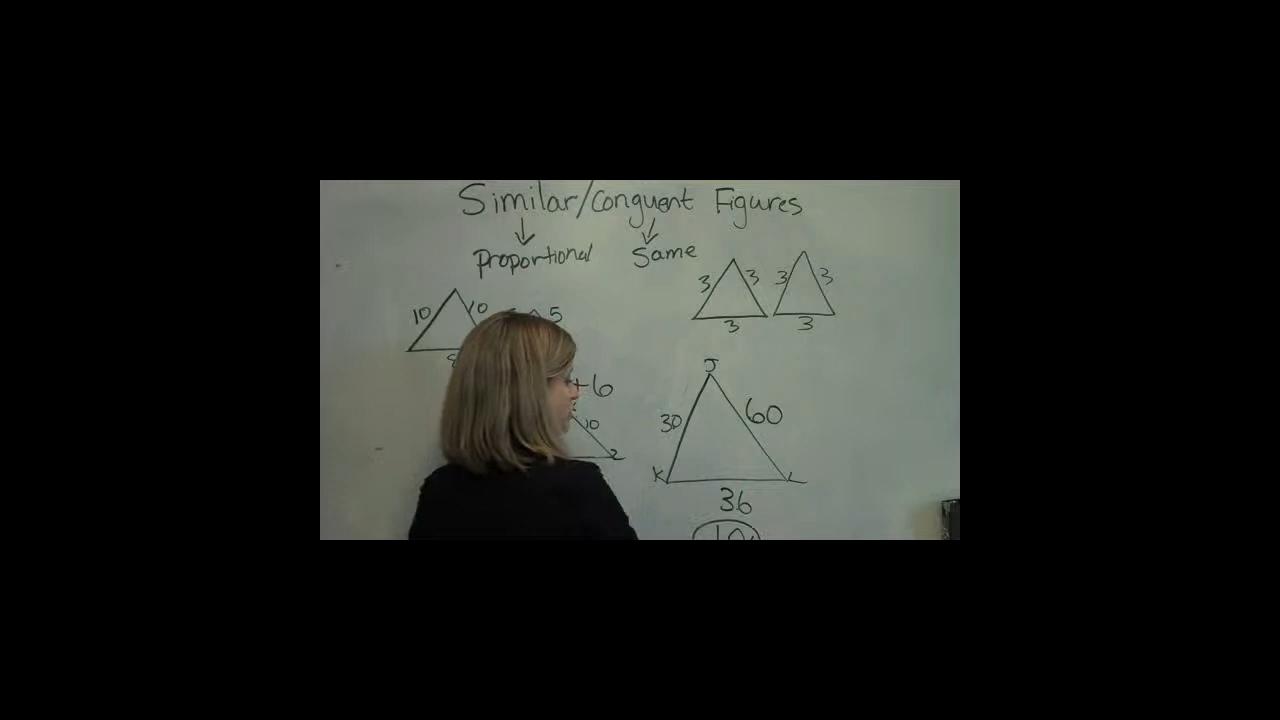 Similar/Conguent Figures
Proportional Same
3 3 3 3
3 3
10 10 5
+6
J
10
30 60
K L
Z
36